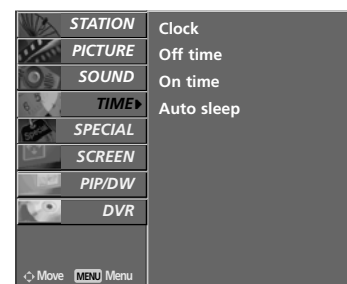 STATION
PICTURE
SOUND
TIME
SPECIAL
SCREEN
PIP/DW
DVR
Move MENU Menu
Clock
Off time
On time
Auto sleep